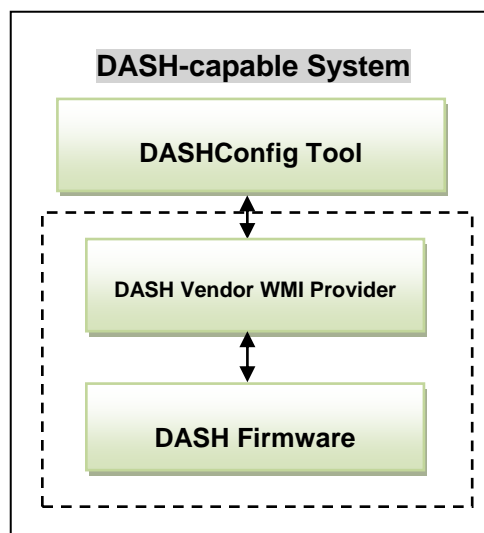 DASH-capable System
DASHConfig Tool
DASH Vendor WMI Provider
DASH Firmware